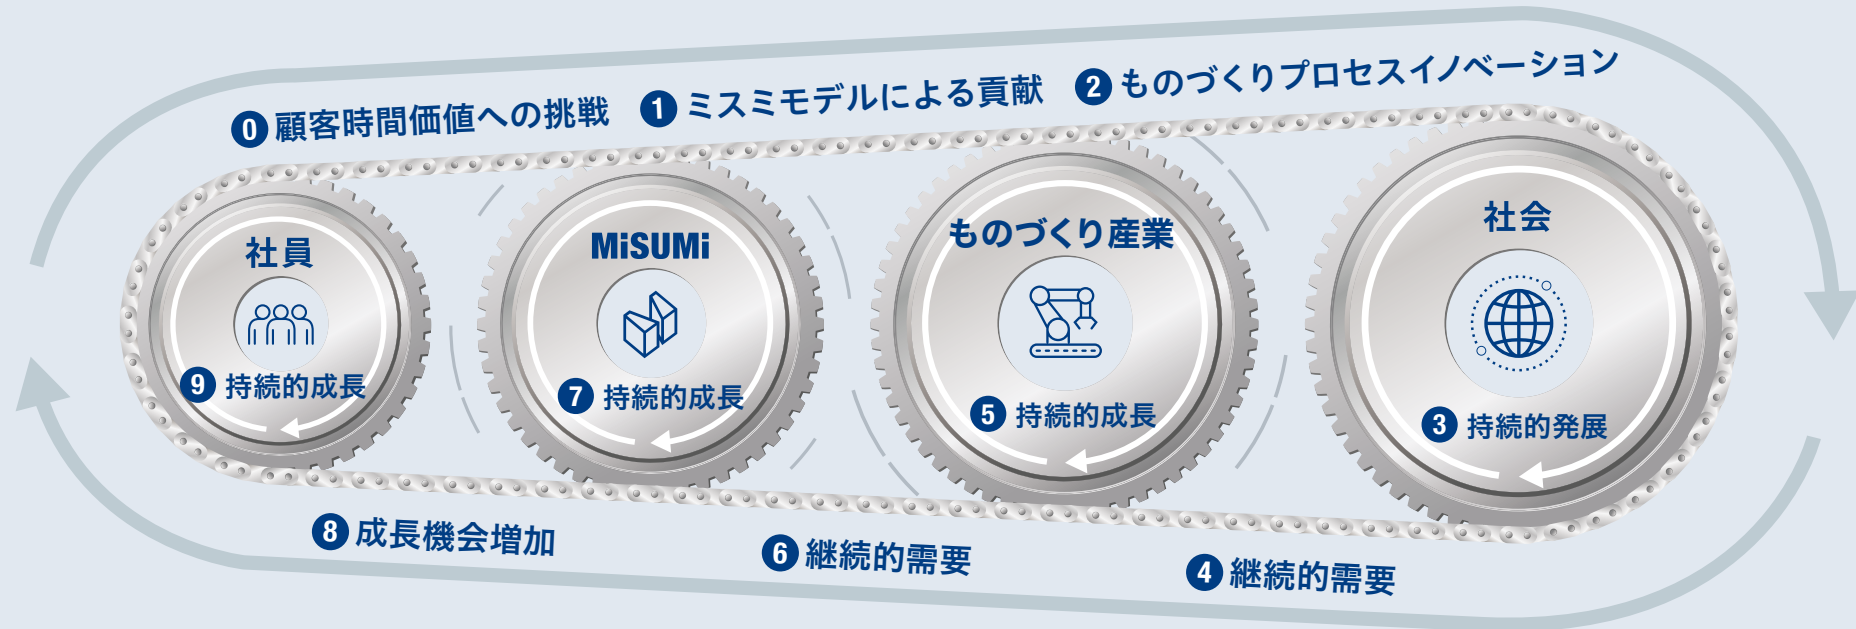 0 顧客時間価値への挑戦
1 ミスミモデルによる貢献
2 ものづくりプロセスイノベーション
社員
9 持続的成長
MiSUMi
7 持続的成長
ものづくり産業
5 持続的成長
社会
3 持続的発展
8 成長機会増加
6 継続的需要
4 継続的需要